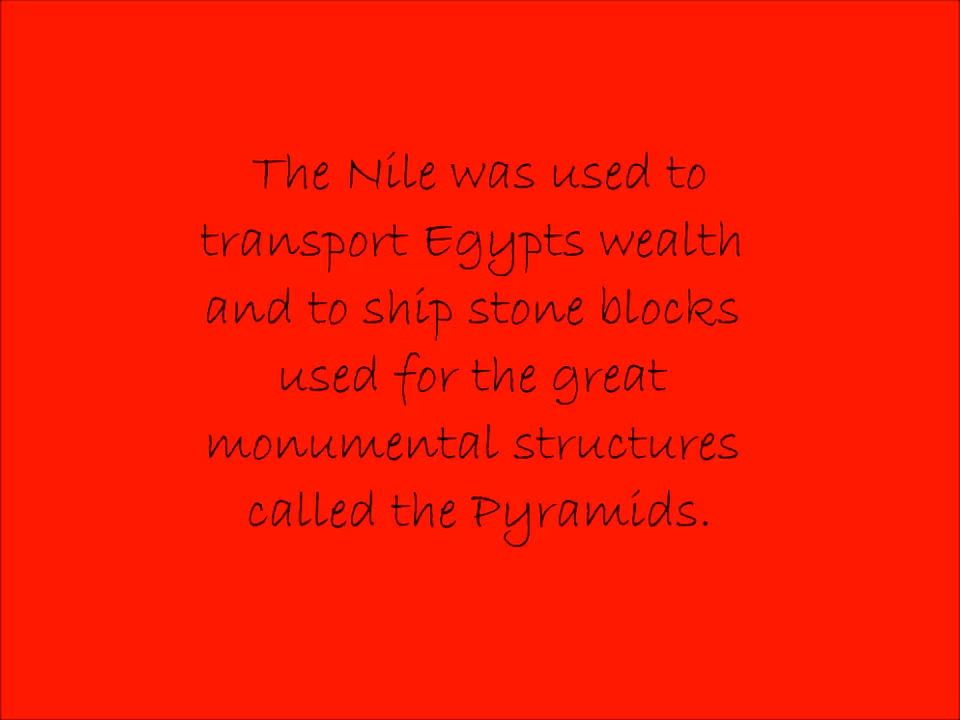 The Nile was used to
transport Egypts wealth
and to ship stone blocks
used for the great
monumental structures
called the Pyramids.